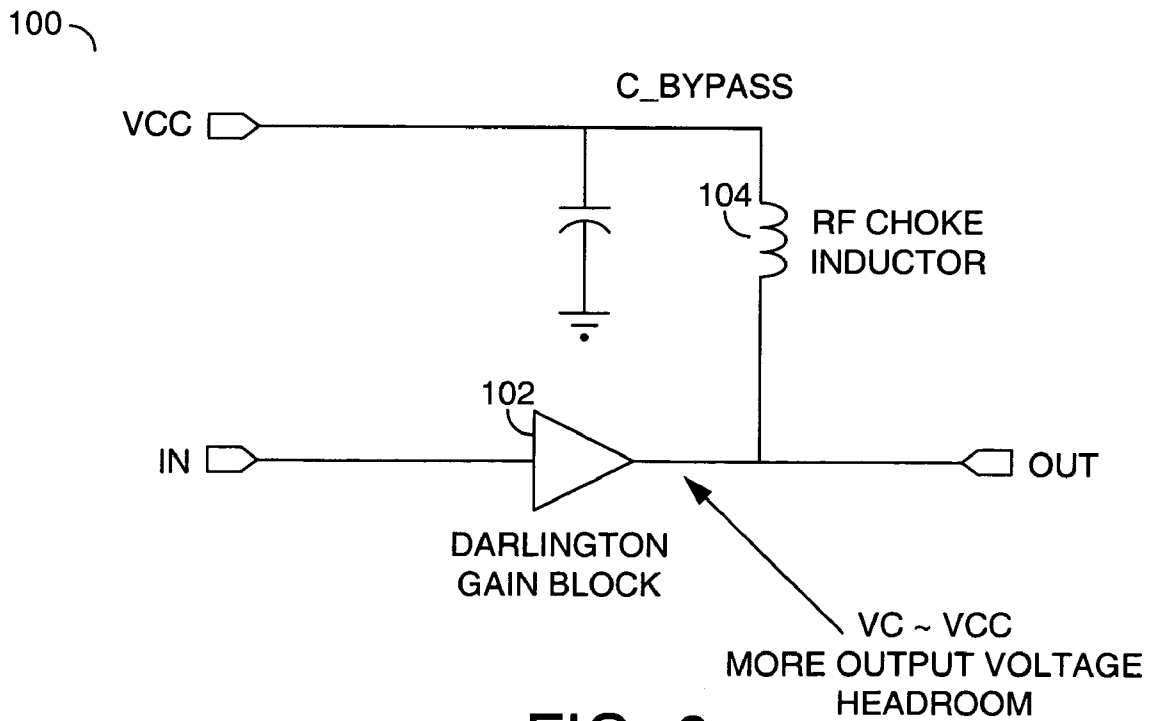 100
C_BYPASS
VCC
104
RF CHOKE
INDUCTOR
102
IN
OUT
DARLINGTON
GAIN BLOCK
VC ~ VCC
MORE OUTPUT VOLTAGE
HEADROOM